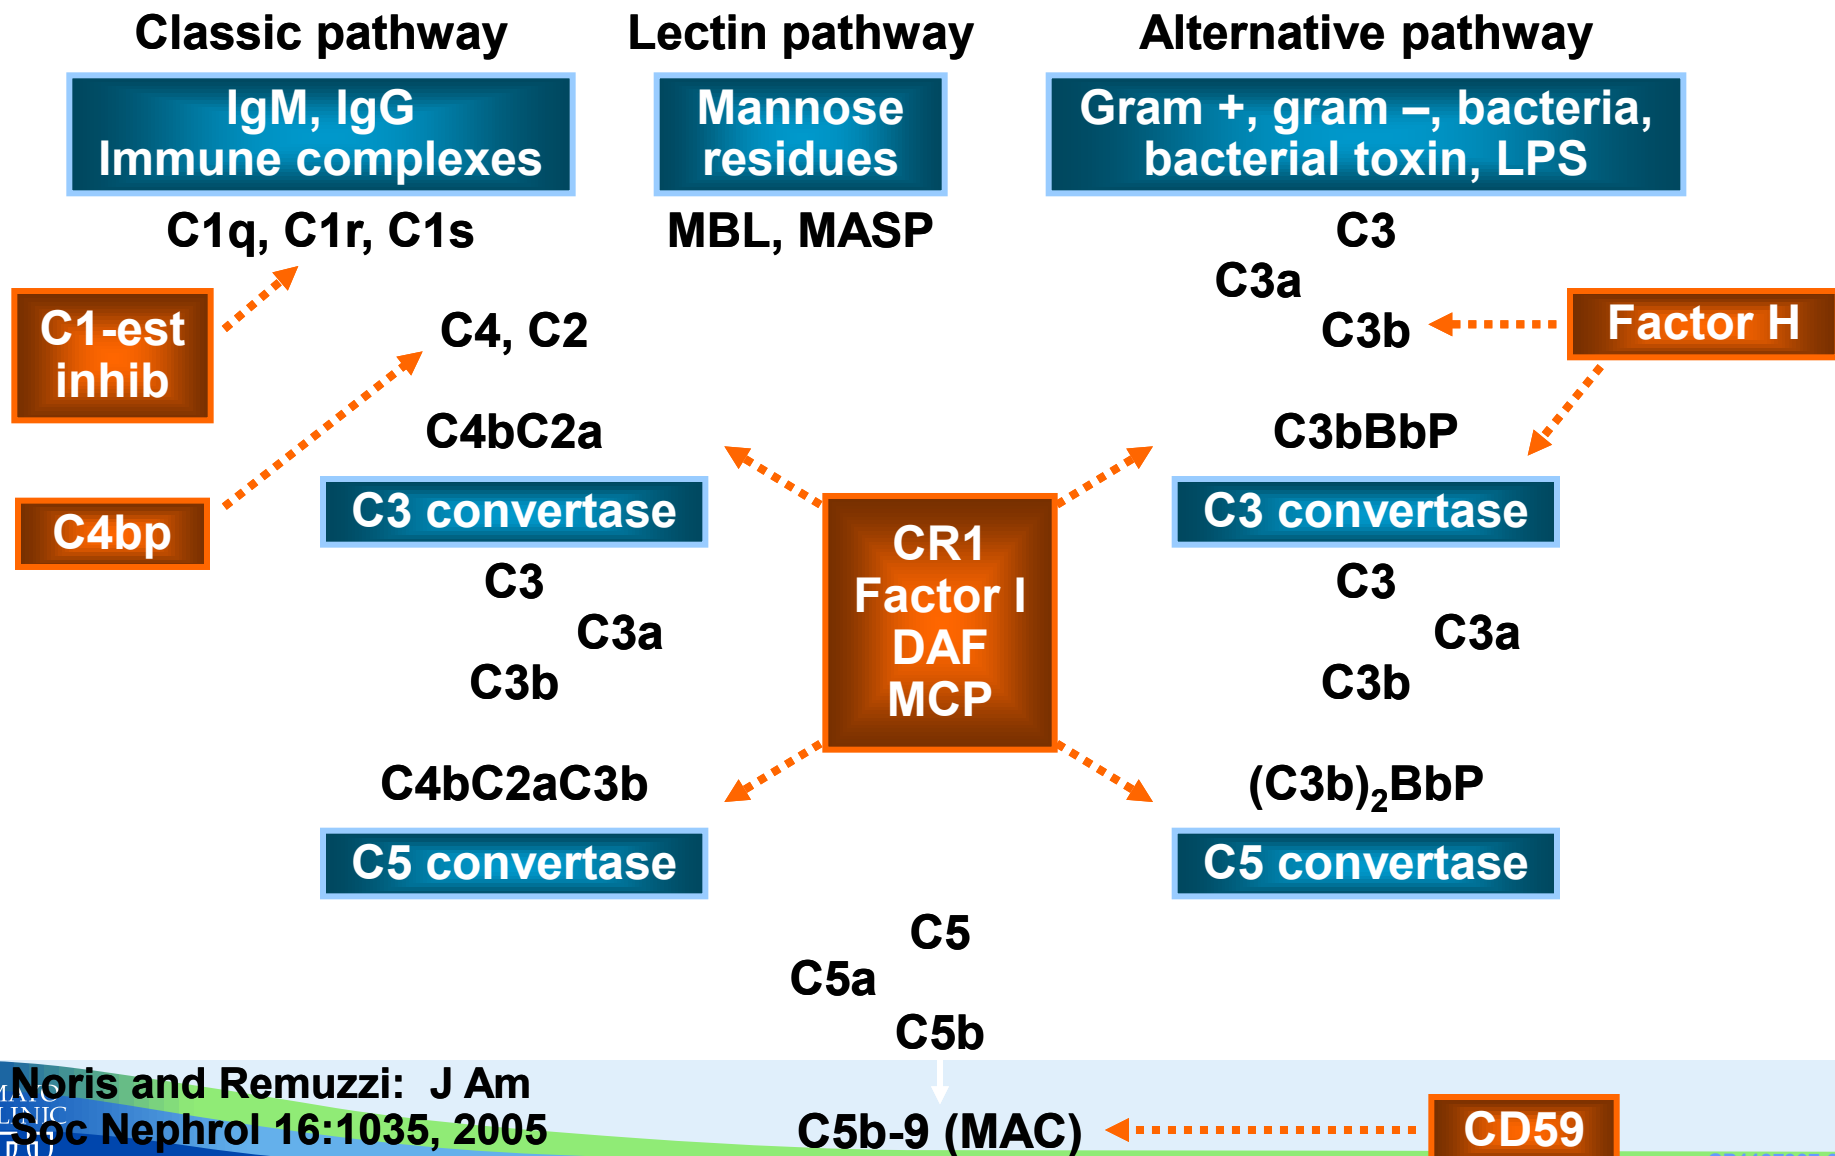 Classic pathway
Lectin pathway
Alternative pathway
IgM, IgG
Immune complexes
Mannose
residues
Gram +, gram –, bacteria,
bacterial toxin, LPS
C1q, C1r, C1s
MBL, MASP
C3
C3a
C3b
Factor H
C1-est
inhib
C4, C2
C4bC2a
C3bBbP
C3 convertase
C3 convertase
C4bp
CR1
Factor I
DAF
MCP
C3
C3a
C3b
C3
C3a
C3b
C4bC2aC3b
(C3b)₂BbP
C5 convertase
C5 convertase
C5
C5a
C5b
C5b-9 (MAC)
CD59
Noris and Remuzzi: J Am
Soc Nephrol 16:1035, 2005